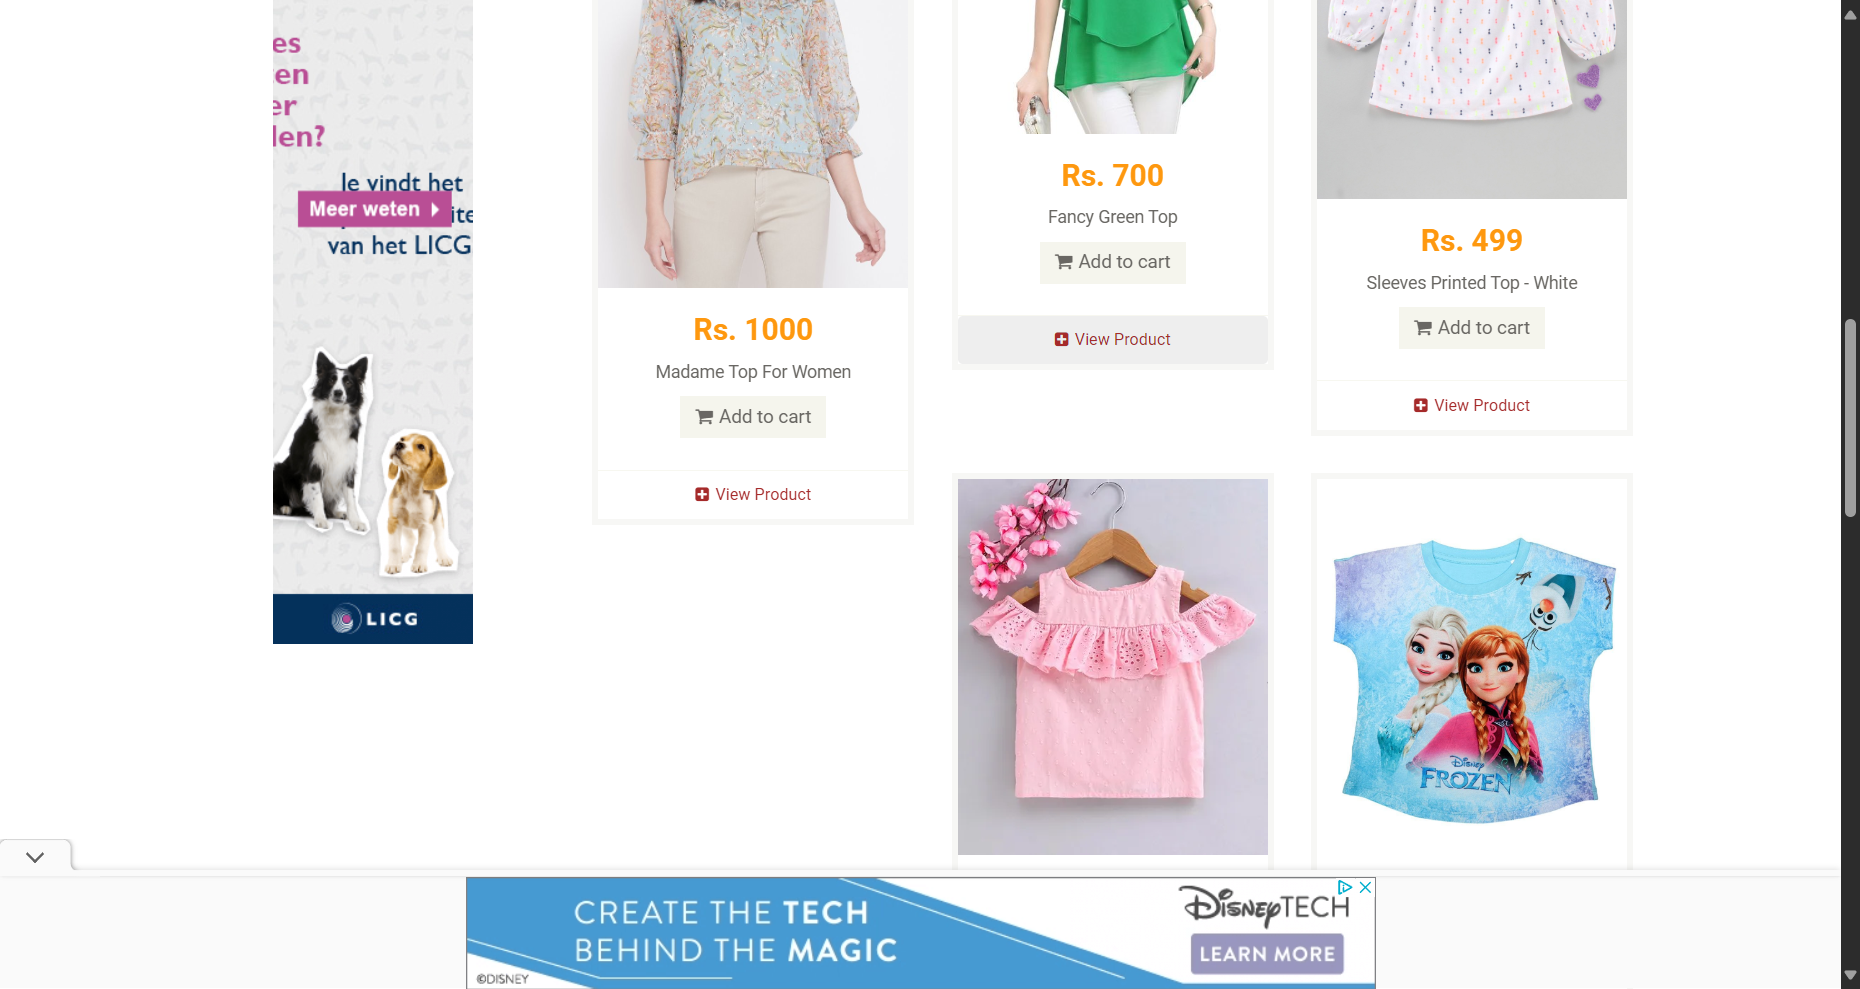 es
en
er
len?
Je vindt het
Meer weten
ite
van het LICG
LICG
Rs. 1000
Madame Top For Women
Add to cart
View Product
Rs. 700
Fancy Green Top
Add to cart
View Product
Rs. 499
Sleeves Printed Top - White
Add to cart
View Product
Disney
FROZEN
CREATE THE TECH
BEHIND THE MAGIC
©DISNEY
DISNEYTECH
LEARN MORE